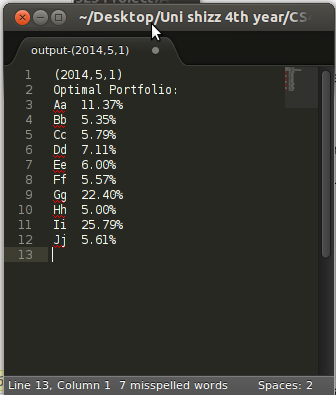 ~/Desktop/Uni shizz 4th year/CS
output-(2014,5,1)
1 (2014,5,1)
2 Optimal Portfolio:
3 Aa 11.37%
4 Bb 5.35%
5 Cc 5.79%
6 Dd 7.11%
7 Ee 6.00%
8 Ff 5.57%
9 Gg 22.40%
10 Hh 5.00%
11 Ii 25.79%
12 Jj 5.61%
13
Line 13, Column 1 7 misspelled words Spaces: 2